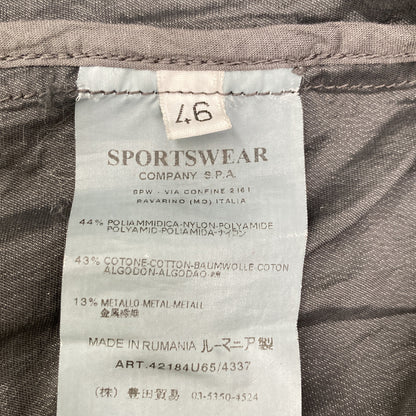 46
SPORTSWEAR
COMPANY S.P.A.
SPW - VIA CONFINE 2161
RAVARINO (MO) ITALIA
44% POLIAMMIDICA-NYLON-POLYAMIDE
POLYAMID-POLIAMIDA-ナイロン
43% COTONE-COTTON-BAUMWOLLE-COTON
ALGODON-ALGODAO-綿
13% METALLO-METAL-METALL
金属繊維
MADE IN RUMANIA ルーマニア製
ART.42184U65/4337
(株) 豊田貿易 03-5350-8524